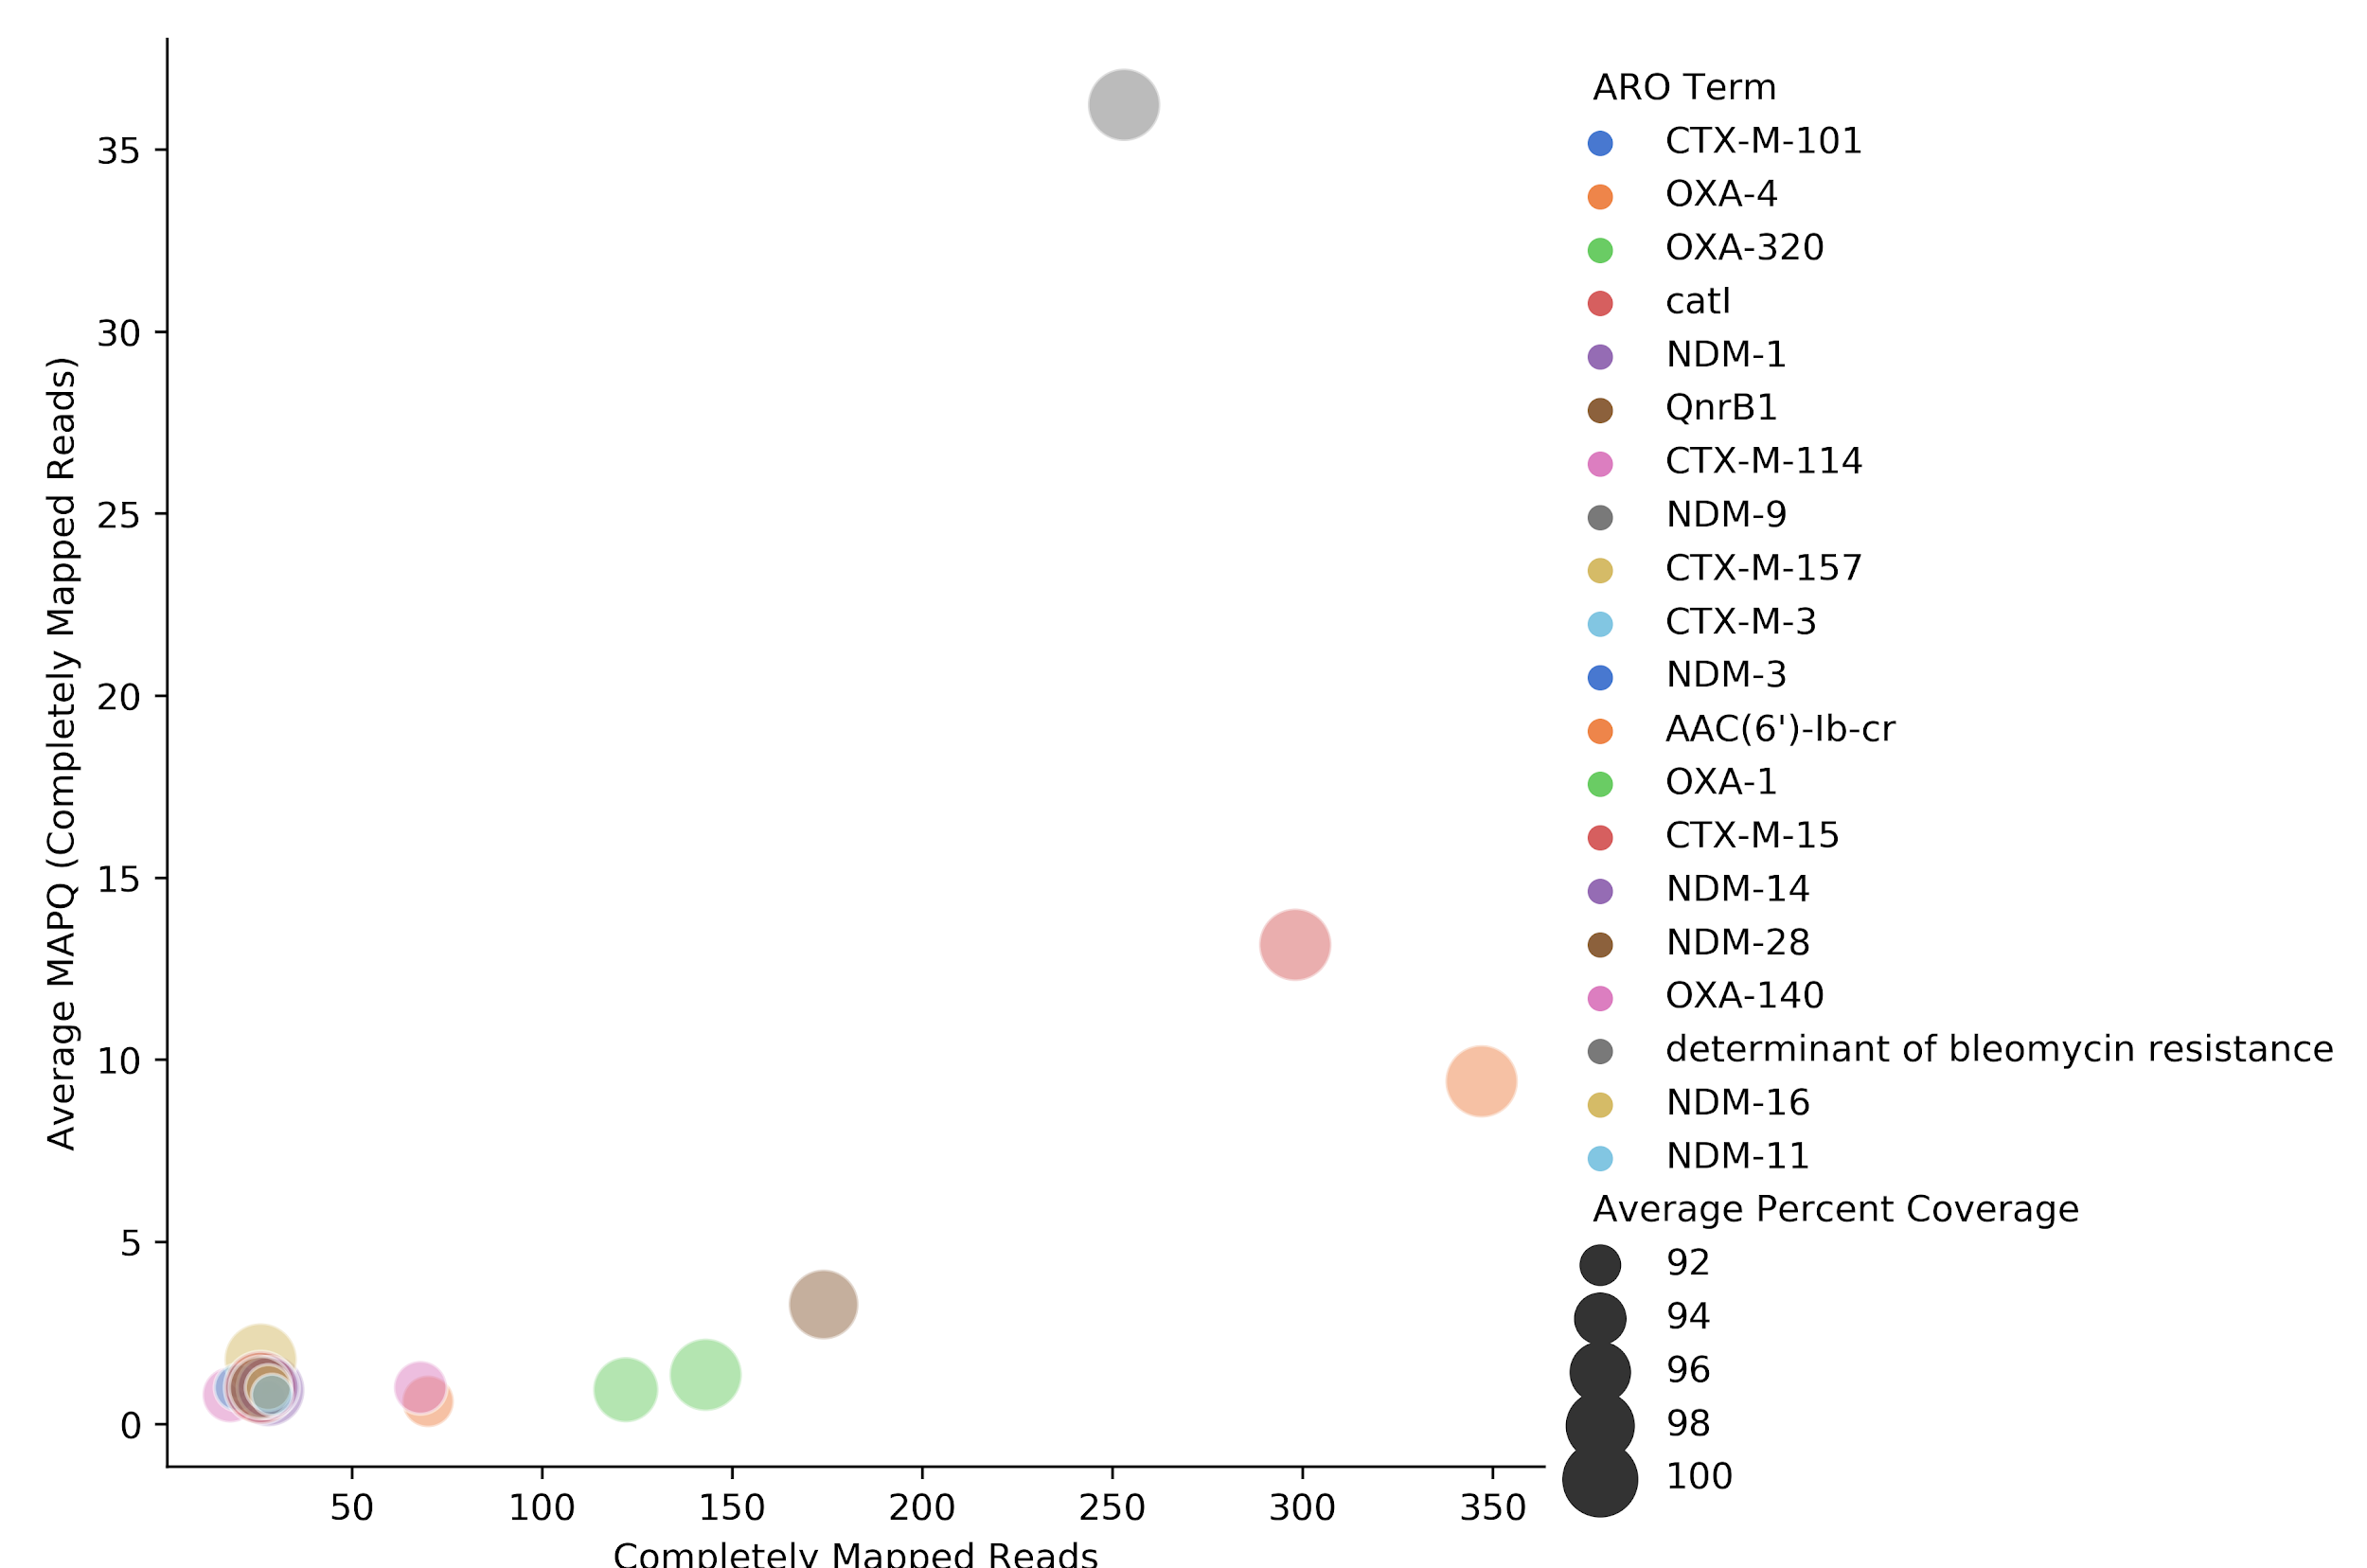 ARO Term
CTX-M-101
OXA-4
OXA-320
catI
NDM-1
QnrB1
CTX-M-114
NDM-9
CTX-M-157
CTX-M-3
NDM-3
AAC(6')-Ib-cr
OXA-1
CTX-M-15
NDM-14
NDM-28
OXA-140
determinant of bleomycin resistance
NDM-16
NDM-11
Average Percent Coverage
92
94
96
98
100
Average MAPQ (Completely Mapped Reads)
35
30
25
20
15
10
5
0
50 100 150 200 250 300 350
Completely Mapped Reads